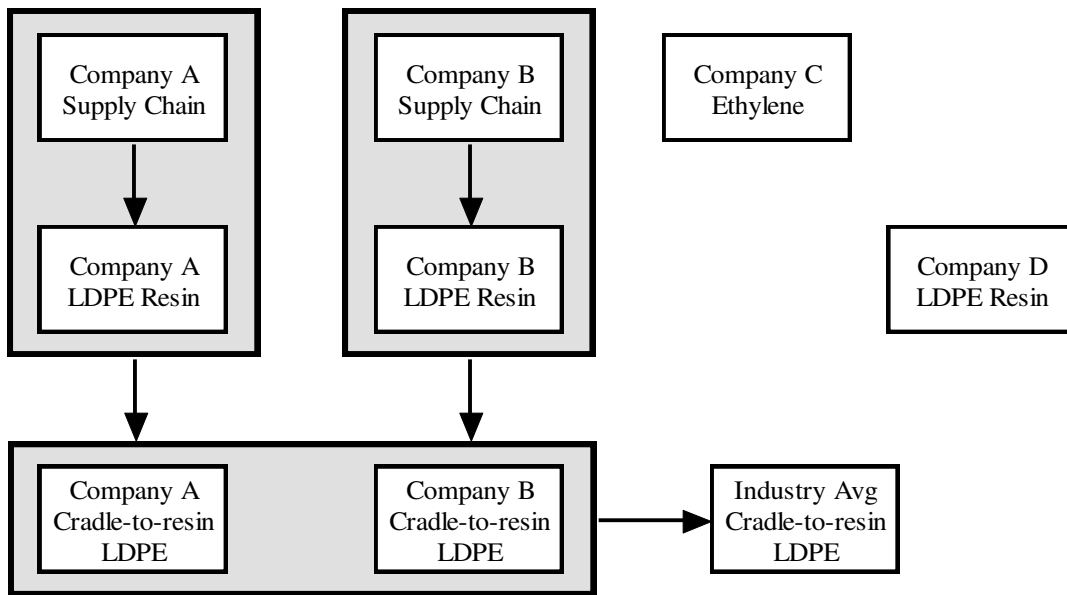 Company A
Supply Chain
Company B
Supply Chain
Company C
Ethylene
Company A
LDPE Resin
Company B
LDPE Resin
Company D
LDPE Resin
Company A
Cradle-to-resin
LDPE
Company B
Cradle-to-resin
LDPE
Industry Avg
Cradle-to-resin
LDPE